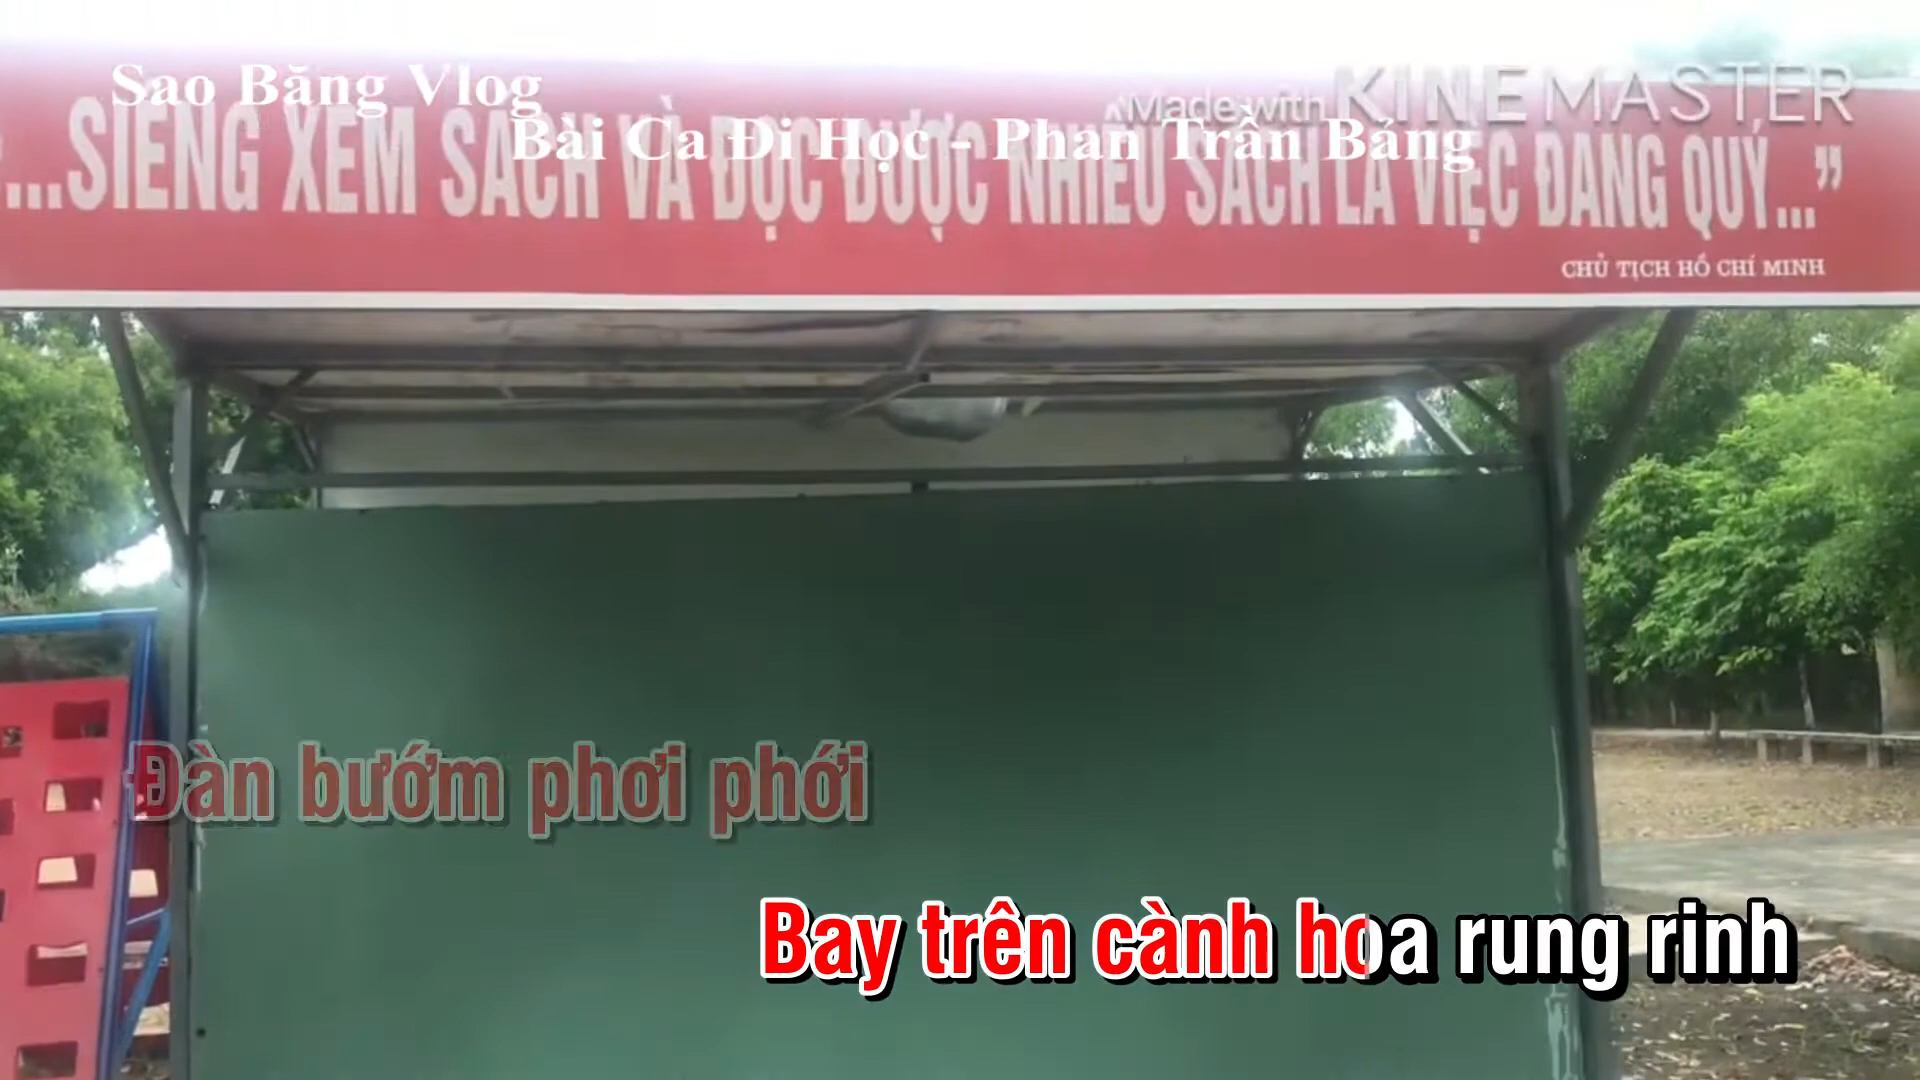 Sao Băng Vlog
Made with KINEMASTER
Bài Ca Đi Học - Phan Trần Bảng
...SIÊNG XEM SÁCH VÀ ĐỌC ĐƯỢC NHIỀU SÁCH LÀ VIỆC ĐÁNG QUÝ..."
CHỦ TỊCH HỒ CHÍ MINH
Đàn bướm phơi phới
Bay trên cành hoa rung rinh